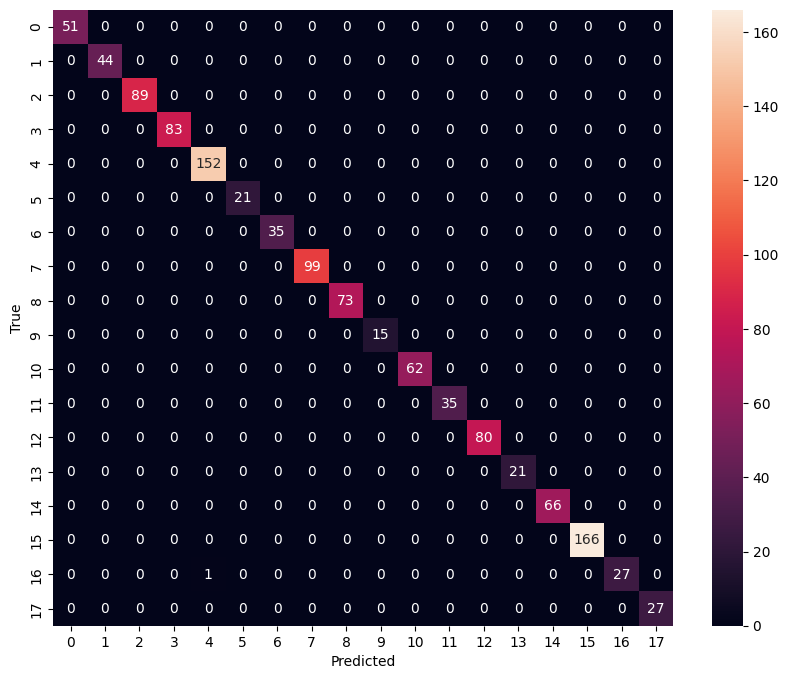 0 51 0 0 0 0 0 0 0 0 0 0 0 0 0 0 0 0 0
1 0 44 0 0 0 0 0 0 0 0 0 0 0 0 0 0 0 0
2 0 0 89 0 0 0 0 0 0 0 0 0 0 0 0 0 0 0
3 0 0 0 83 0 0 0 0 0 0 0 0 0 0 0 0 0 0
4 0 0 0 0 152 0 0 0 0 0 0 0 0 0 0 0 0 0
5 0 0 0 0 0 21 0 0 0 0 0 0 0 0 0 0 0 0
6 0 0 0 0 0 0 35 0 0 0 0 0 0 0 0 0 0 0
7 0 0 0 0 0 0 0 99 0 0 0 0 0 0 0 0 0 0
8 0 0 0 0 0 0 0 0 73 0 0 0 0 0 0 0 0 0
9 0 0 0 0 0 0 0 0 0 15 0 0 0 0 0 0 0 0
10 0 0 0 0 0 0 0 0 0 0 62 0 0 0 0 0 0 0
11 0 0 0 0 0 0 0 0 0 0 0 35 0 0 0 0 0 0
12 0 0 0 0 0 0 0 0 0 0 0 0 80 0 0 0 0 0
13 0 0 0 0 0 0 0 0 0 0 0 0 0 21 0 0 0 0
14 0 0 0 0 0 0 0 0 0 0 0 0 0 0 66 0 0 0
15 0 0 0 0 0 0 0 0 0 0 0 0 0 0 0 166 0 0
16 0 0 0 0 1 0 0 0 0 0 0 0 0 0 0 0 27 0
17 0 0 0 0 0 0 0 0 0 0 0 0 0 0 0 0 0 27
True
0 1 2 3 4 5 6 7 8 9 10 11 12 13 14 15 16 17
Predicted
160
140
120
100
80
60
40
20
0